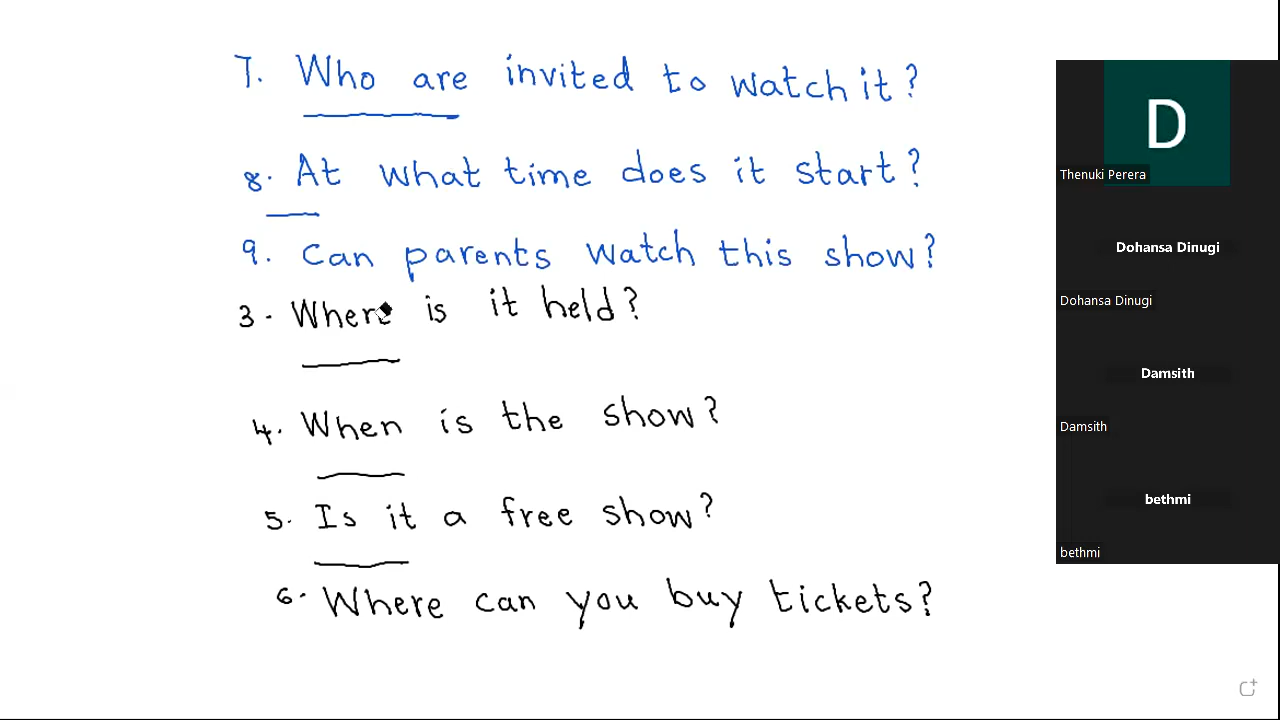 7. Who are invited to watch it?
8. At what time does it start?
9. Can parents watch this show?
3. Where is it held?
4. When is the show?
5. Is it a free show?
6. Where can you buy tickets?
D
Thenuki Perera
Dohansa Dinugi
Dohansa Dinugi
Damsith
Damsith
bethmi
bethmi